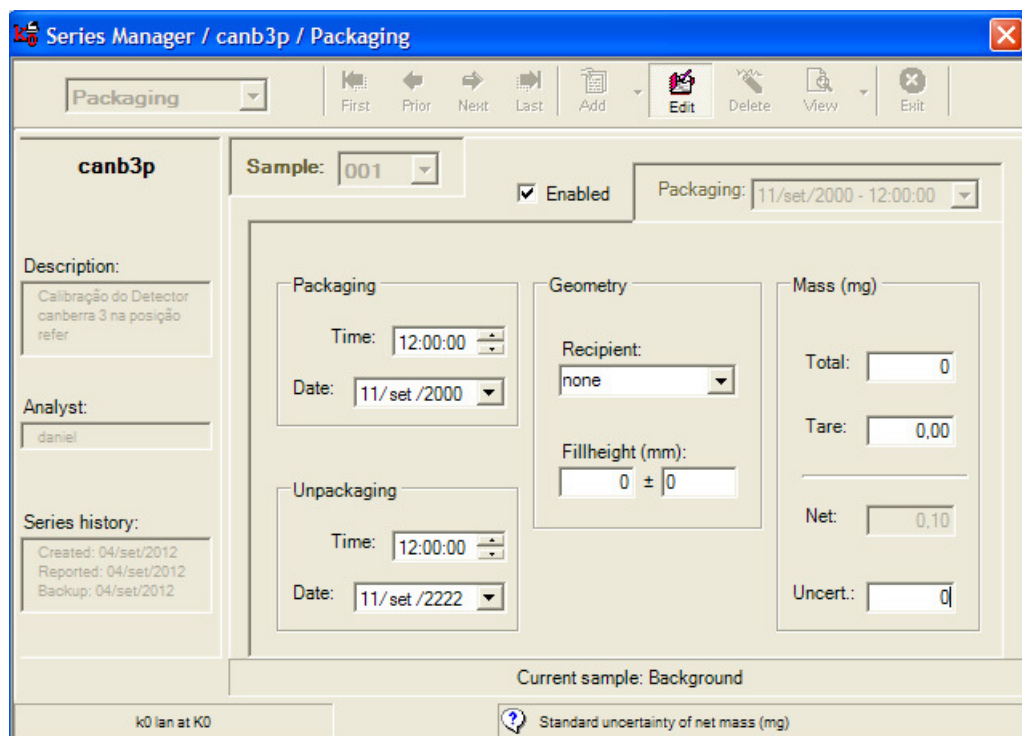 Series Manager / canb3p / Packaging
Packaging
First Prior Next Last Add Edit Delete View Exit
canb3p
Sample: 001
Enabled
Packaging: 11/set/2000 - 12:00:00
Description:
Calibração do Detector
canberra 3 na posição
refer
Analyst:
daniel
Series history:
Created: 04/set/2012
Reported: 04/set/2012
Backup: 04/set/2012
Packaging
Time: 12:00:00
Date: 11/ set /2000
Unpackaging
Time: 12:00:00
Date: 11/ set /2222
Geometry
Recipient:
none
Fillheight (mm):
0 ± 0
Mass (mg)
Total: 0
Tare: 0,00
Net: 0,10
Uncert.: 0
Current sample: Background
k0 lan at K0
Standard uncertainty of net mass (mg)